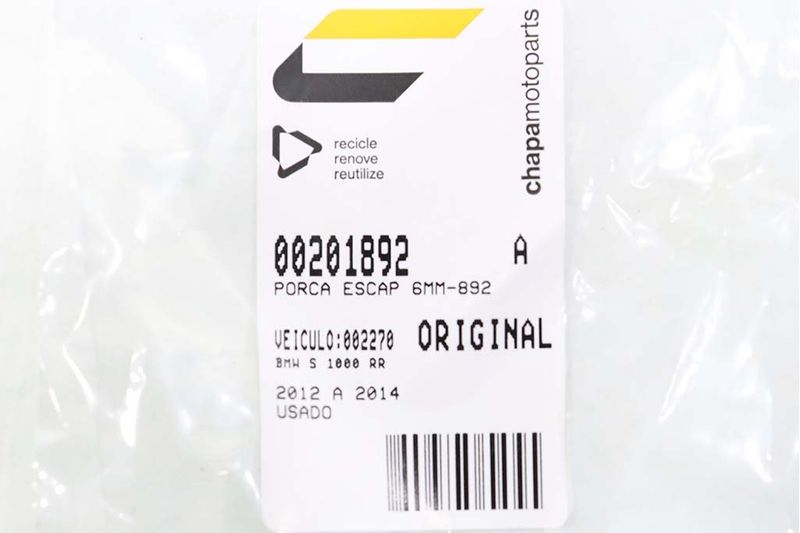 chapamotoparts
recicle
renove
reutilize
00201892 A
PORCA ESCAP 6MM-892
VEICULO:002270 ORIGINAL
BMW S 1000 RR
2012 A 2014
USADO